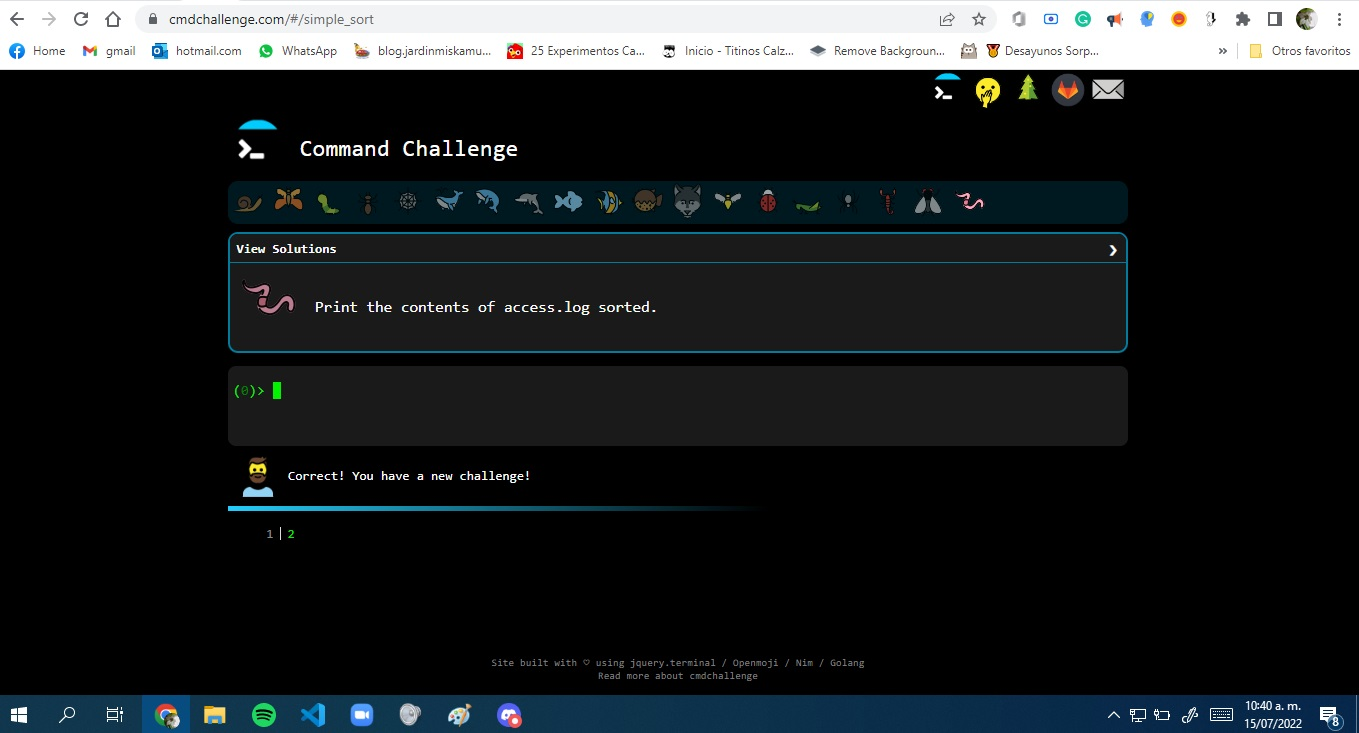 cmdchallenge.com/#/simple_sort
Home gmail hotmail.com WhatsApp blog.jardinmiskamu... 25 Experimentos Ca... Inicio - Titinos Calz... Remove Backgroun... Desayunos Sorp... » Otros favoritos
Command Challenge
View Solutions
Print the contents of access.log sorted.
(0)>
Correct! You have a new challenge!
1 | 2
Site built with ♡ using jquery.terminal / Openmoji / Nim / Golang
Read more about cmdchallenge
10:40 a. m.
15/07/2022
8